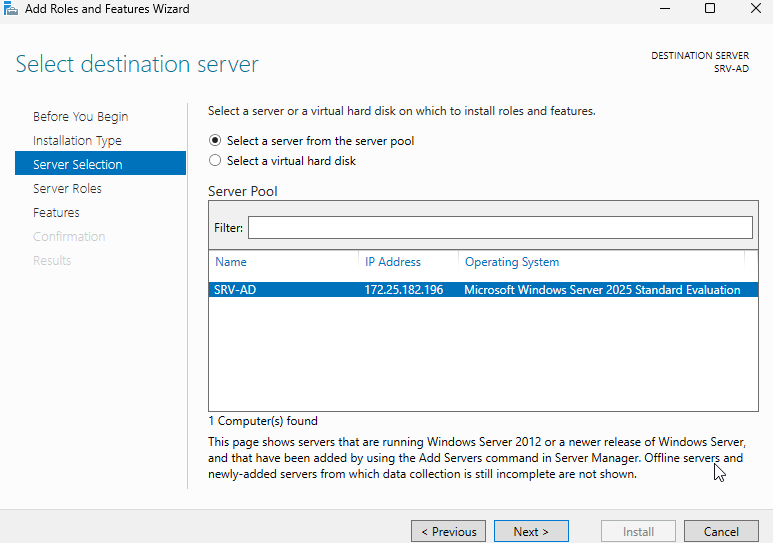 Add Roles and Features Wizard
Select destination server
DESTINATION SERVER
SRV-AD
Before You Begin
Installation Type
Server Selection
Server Roles
Features
Confirmation
Results
Select a server or a virtual hard disk on which to install roles and features.
Select a server from the server pool
Select a virtual hard disk
Server Pool
Filter:
Name IP Address Operating System
SRV-AD 172.25.182.196 Microsoft Windows Server 2025 Standard Evaluation
1 Computer(s) found
This page shows servers that are running Windows Server 2012 or a newer release of Windows Server,
and that have been added by using the Add Servers command in Server Manager. Offline servers and
newly-added servers from which data collection is still incomplete are not shown.
< Previous Next > Install Cancel